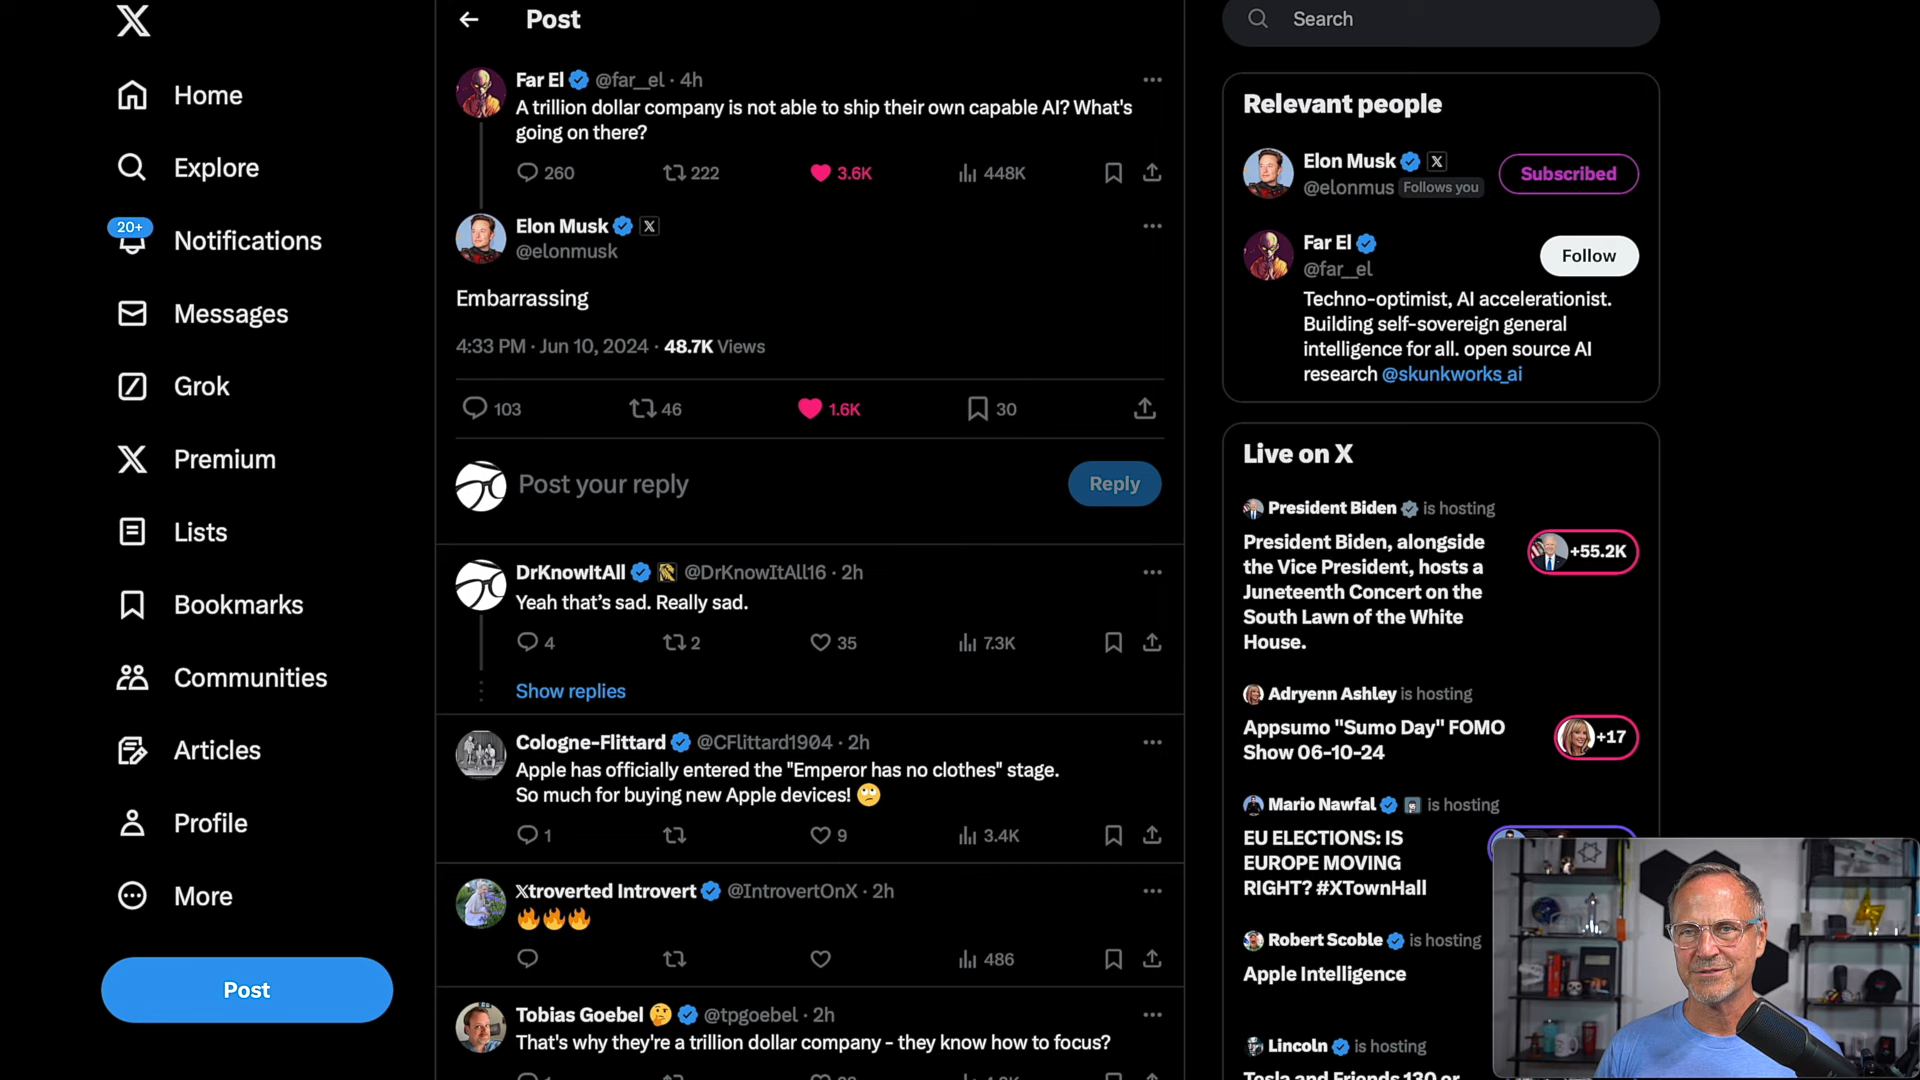 Home
Explore
20+
Notifications
Messages
Grok
Premium
Lists
Bookmarks
Communities
Articles
Profile
More
Post
Post
Far El @far__el · 4h
A trillion dollar company is not able to ship their own capable AI? What's
going on there?
260 222 3.6K 448K
Elon Musk
@elonmusk
Embarrassing
4:33 PM · Jun 10, 2024 · 48.7K Views
103 46 1.6K 30
Post your reply
Reply
DrKnowItAll @DrKnowItAll16 · 2h
Yeah that's sad. Really sad.
4 2 35 7.3K
Show replies
Cologne-Flittard @CFlittard1904 · 2h
Apple has officially entered the "Emperor has no clothes" stage.
So much for buying new Apple devices! 🙄
1 9 3.4K
𝕏troverted Introvert @IntrovertOnX · 2h
🔥🔥🔥
486
Tobias Goebel 🤔 @tpgoebel · 2h
That's why they're a trillion dollar company - they know how to focus?
Search
Relevant people
Elon Musk
@elonmus Follows you
Subscribed
Far El
@far__el
Follow
Techno-optimist, AI accelerationist.
Building self-sovereign general
intelligence for all. open source AI
research @skunkworks_ai
Live on X
President Biden is hosting
President Biden, alongside
the Vice President, hosts a
Juneteenth Concert on the
South Lawn of the White
House.
+55.2K
Adryenn Ashley is hosting
Appsumo "Sumo Day" FOMO
Show 06-10-24
+17
Mario Nawfal is hosting
EU ELECTIONS: IS
EUROPE MOVING
RIGHT? #XTownHall
Robert Scoble is hosting
Apple Intelligence
Lincoln is hosting
Tesla and Friends 130 or